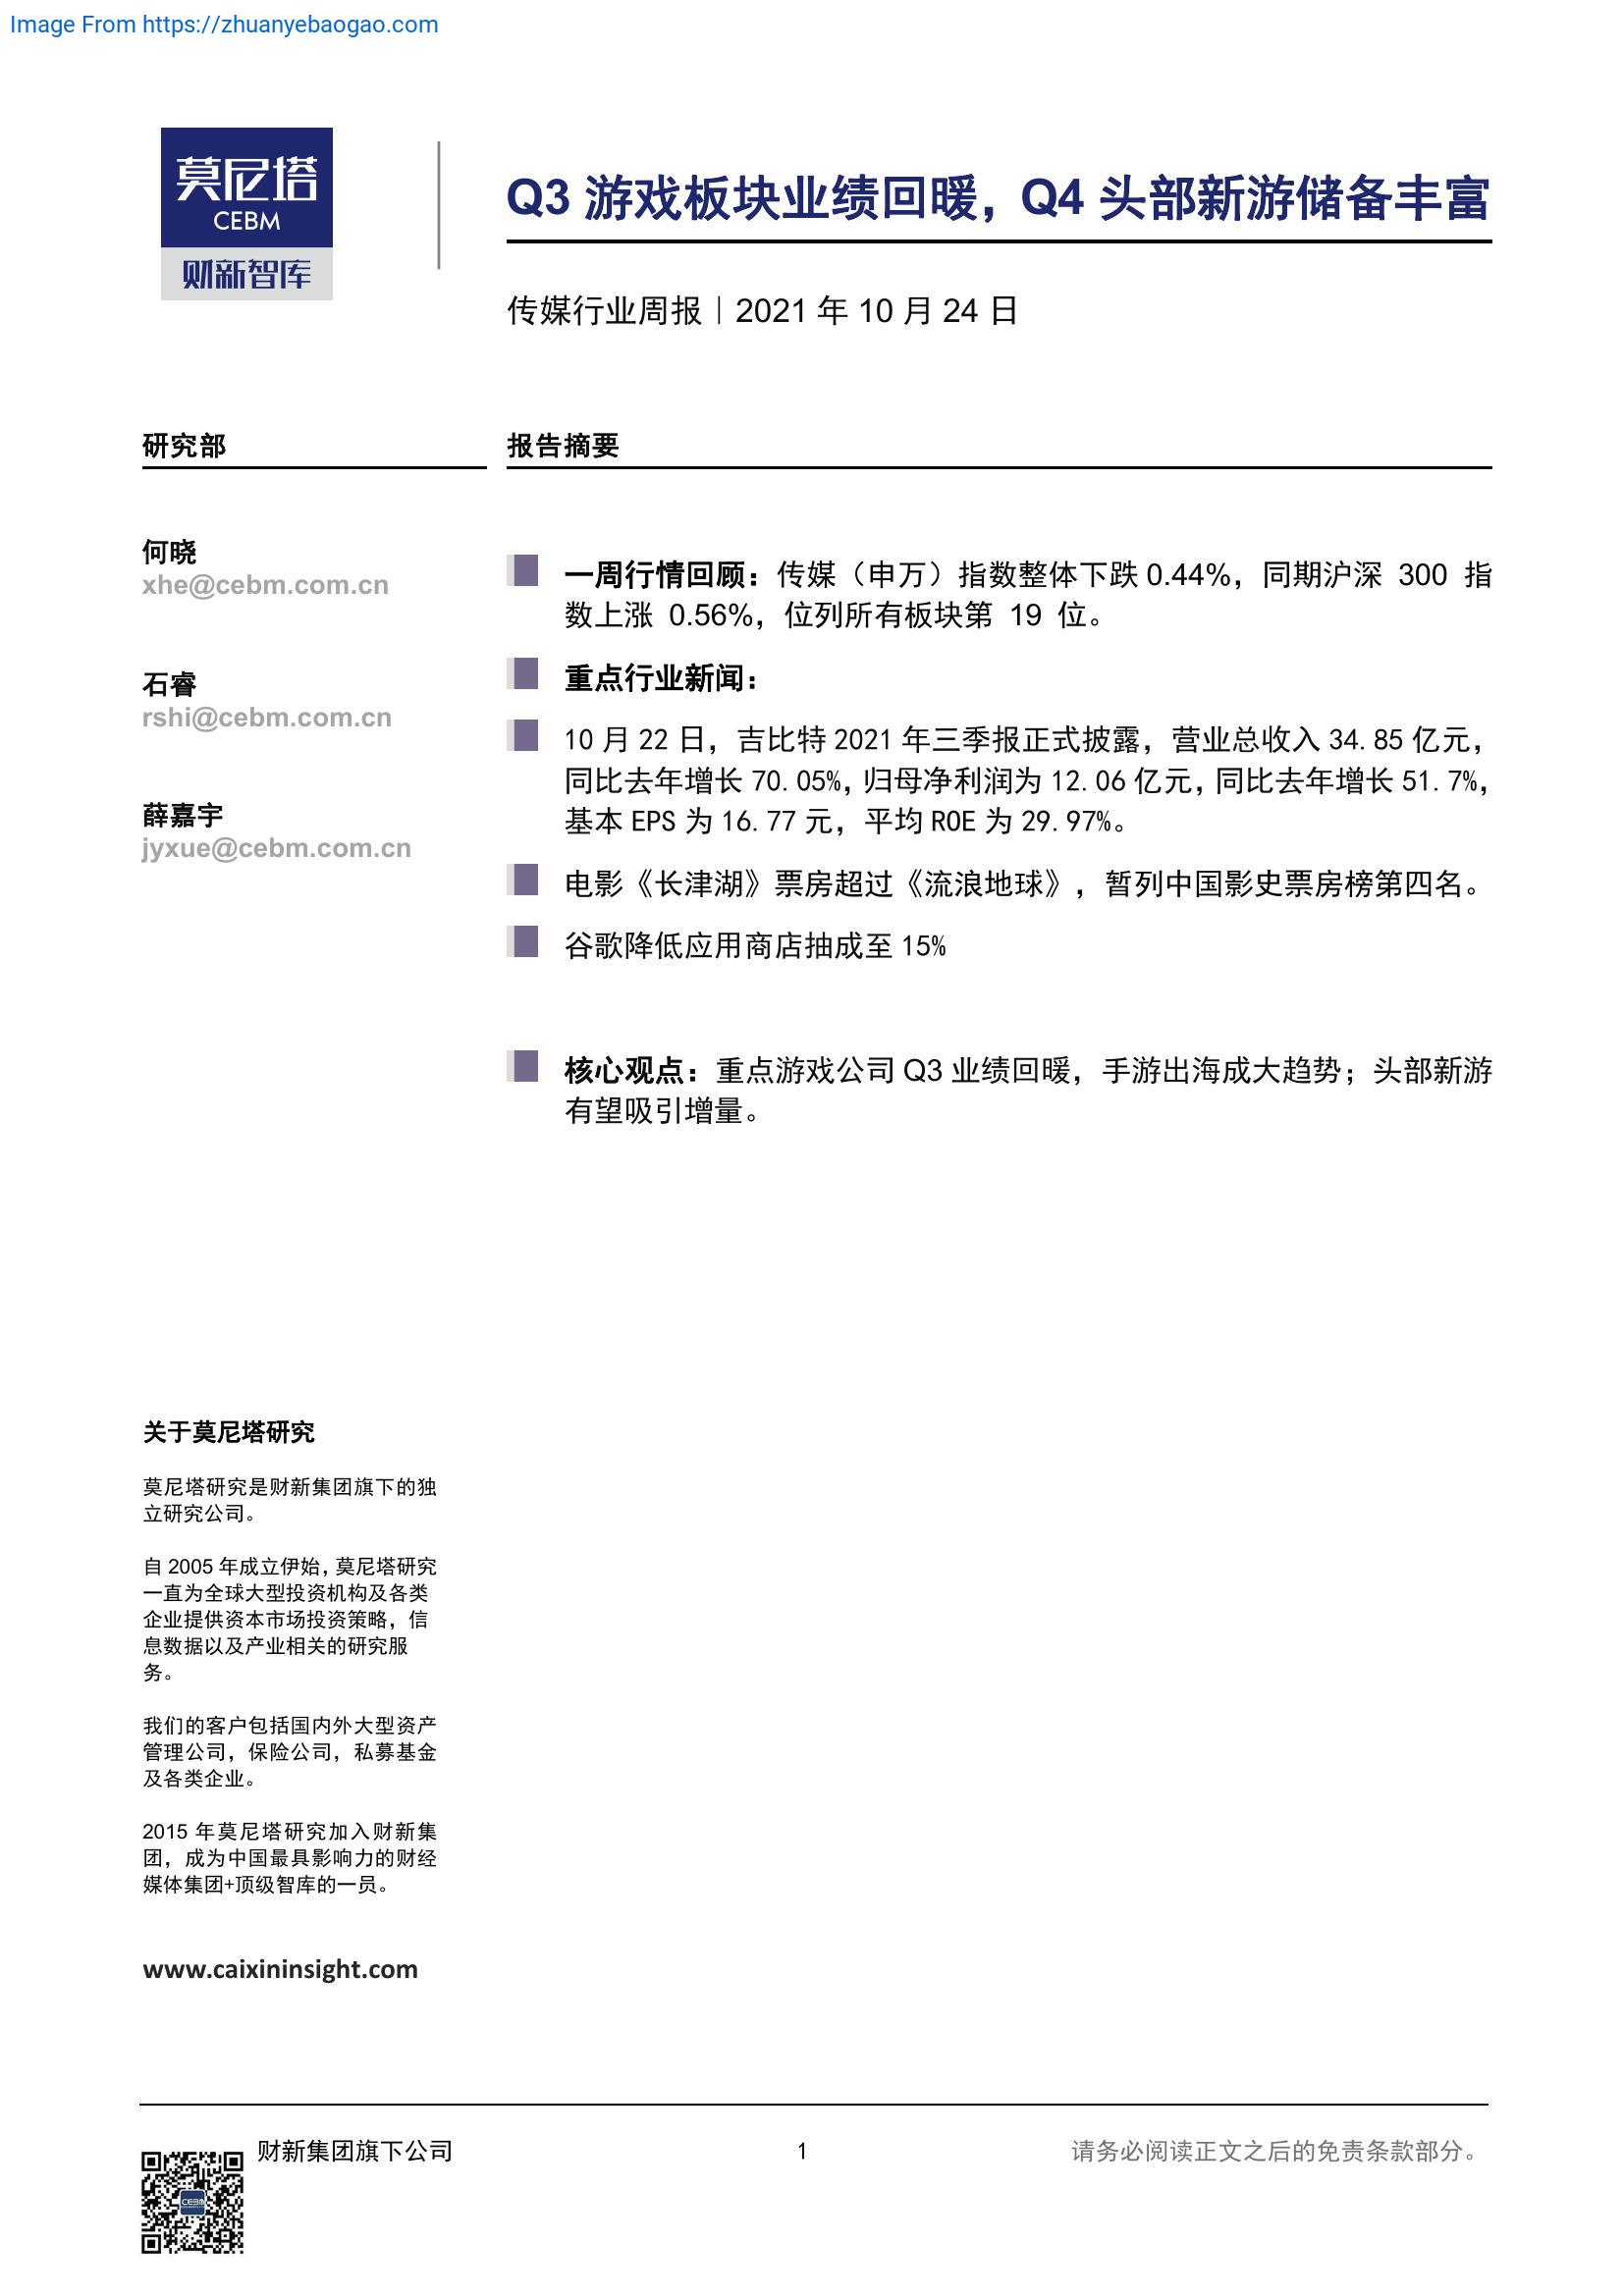 Image From https://zhuanyebaogao.com
莫尼塔
CEBM
财新智库
Q3 游戏板块业绩回暖，Q4 头部新游储备丰富
传媒行业周报｜2021 年 10 月 24 日
研究部
何晓
xhe@cebm.com.cn
石睿
rshi@cebm.com.cn
薛嘉宇
jyxue@cebm.com.cn
报告摘要
一周行情回顾：传媒（申万）指数整体下跌 0.44%，同期沪深 300 指
数上涨 0.56%，位列所有板块第 19 位。
重点行业新闻：
10 月 22 日，吉比特 2021 年三季报正式披露，营业总收入 34.85 亿元，
同比去年增长 70.05%，归母净利润为 12.06 亿元，同比去年增长 51.7%，
基本 EPS 为 16.77 元，平均 ROE 为 29.97%。
电影《长津湖》票房超过《流浪地球》，暂列中国影史票房榜第四名。
谷歌降低应用商店抽成至 15%
核心观点：重点游戏公司 Q3 业绩回暖，手游出海成大趋势；头部新游
有望吸引增量。
关于莫尼塔研究
莫尼塔研究是财新集团旗下的独
立研究公司。
自 2005 年成立伊始，莫尼塔研究
一直为全球大型投资机构及各类
企业提供资本市场投资策略，信
息数据以及产业相关的研究服
务。
我们的客户包括国内外大型资产
管理公司，保险公司，私募基金
及各类企业。
2015 年莫尼塔研究加入财新集
团，成为中国最具影响力的财经
媒体集团+顶级智库的一员。
www.caixininsight.com
财新集团旗下公司
1
请务必阅读正文之后的免责条款部分。
CEBM